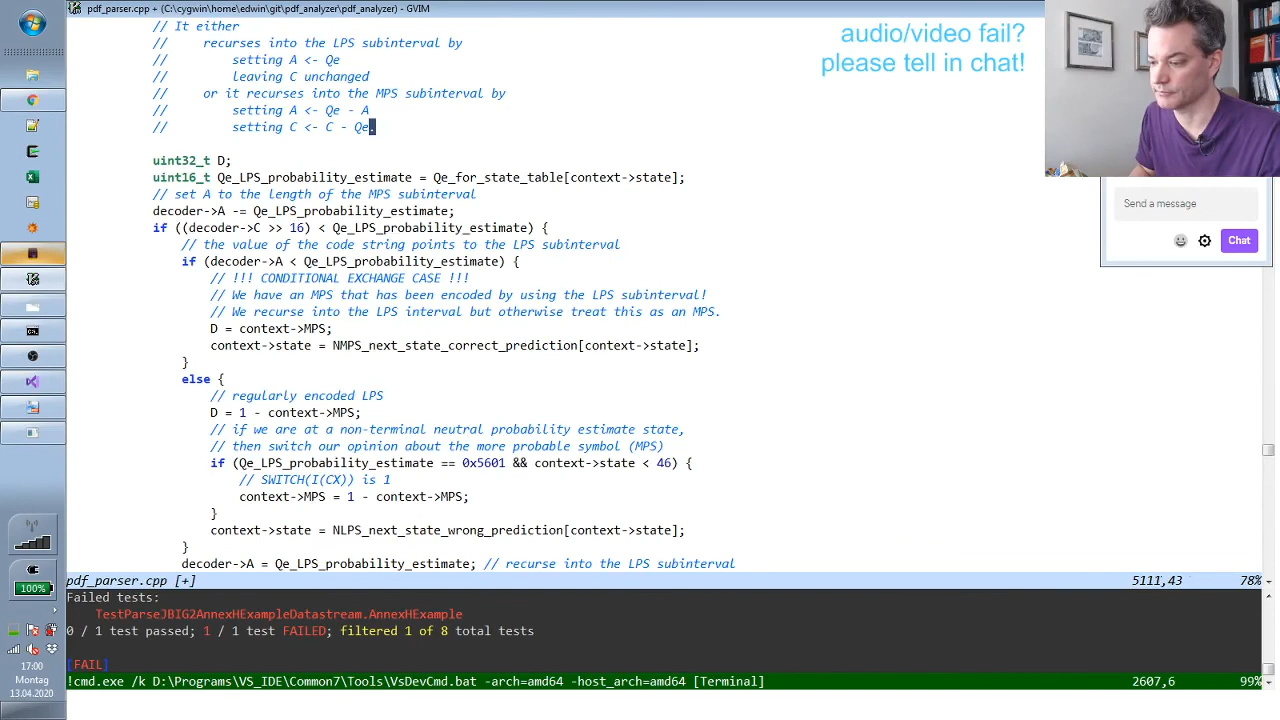 pdf_parser.cpp + (C:\cygwin\home\edwin\git\pdf_analyzer\pdf_analyzer) - GVIM
// It either
//     recurses into the LPS subinterval by
//         setting A <- Qe
//         leaving C unchanged
//     or it recurses into the MPS subinterval by
//         setting A <- Qe - A
//         setting C <- C - Qe.
uint32_t D;
uint16_t Qe_LPS_probability_estimate = Qe_for_state_table[context->state];
// set A to the length of the MPS subinterval
decoder->A -= Qe_LPS_probability_estimate;
if ((decoder->C >> 16) < Qe_LPS_probability_estimate) {
    // the value of the code string points to the LPS subinterval
    if (decoder->A < Qe_LPS_probability_estimate) {
        // !!! CONDITIONAL EXCHANGE CASE !!!
        // We have an MPS that has been encoded by using the LPS subinterval!
        // We recurse into the LPS interval but otherwise treat this as an MPS.
        D = context->MPS;
        context->state = NMPS_next_state_correct_prediction[context->state];
    }
    else {
        // regularly encoded LPS
        D = 1 - context->MPS;
        // if we are at a non-terminal neutral probability estimate state,
        // then switch our opinion about the more probable symbol (MPS)
        if (Qe_LPS_probability_estimate == 0x5601 && context->state < 46) {
            // SWITCH(I(CX)) is 1
            context->MPS = 1 - context->MPS;
        }
        context->state = NLPS_next_state_wrong_prediction[context->state];
    }
    decoder->A = Qe_LPS_probability_estimate; // recurse into the LPS subinterval
pdf_parser.cpp [+] 5111,43 78%
Failed tests:
    TestParseJBIG2AnnexHExampleDatastream.AnnexHExample
0 / 1 test passed; 1 / 1 test FAILED; filtered 1 of 8 total tests
[FAIL]
!cmd.exe /k D:\Programs\VS_IDE\Common7\Tools\VsDevCmd.bat -arch=amd64 -host_arch=amd64 [Terminal] 2607,6 99%
audio/video fail?
please tell in chat!
Send a message
Chat
100%
17:00
Montag
13.04.2020